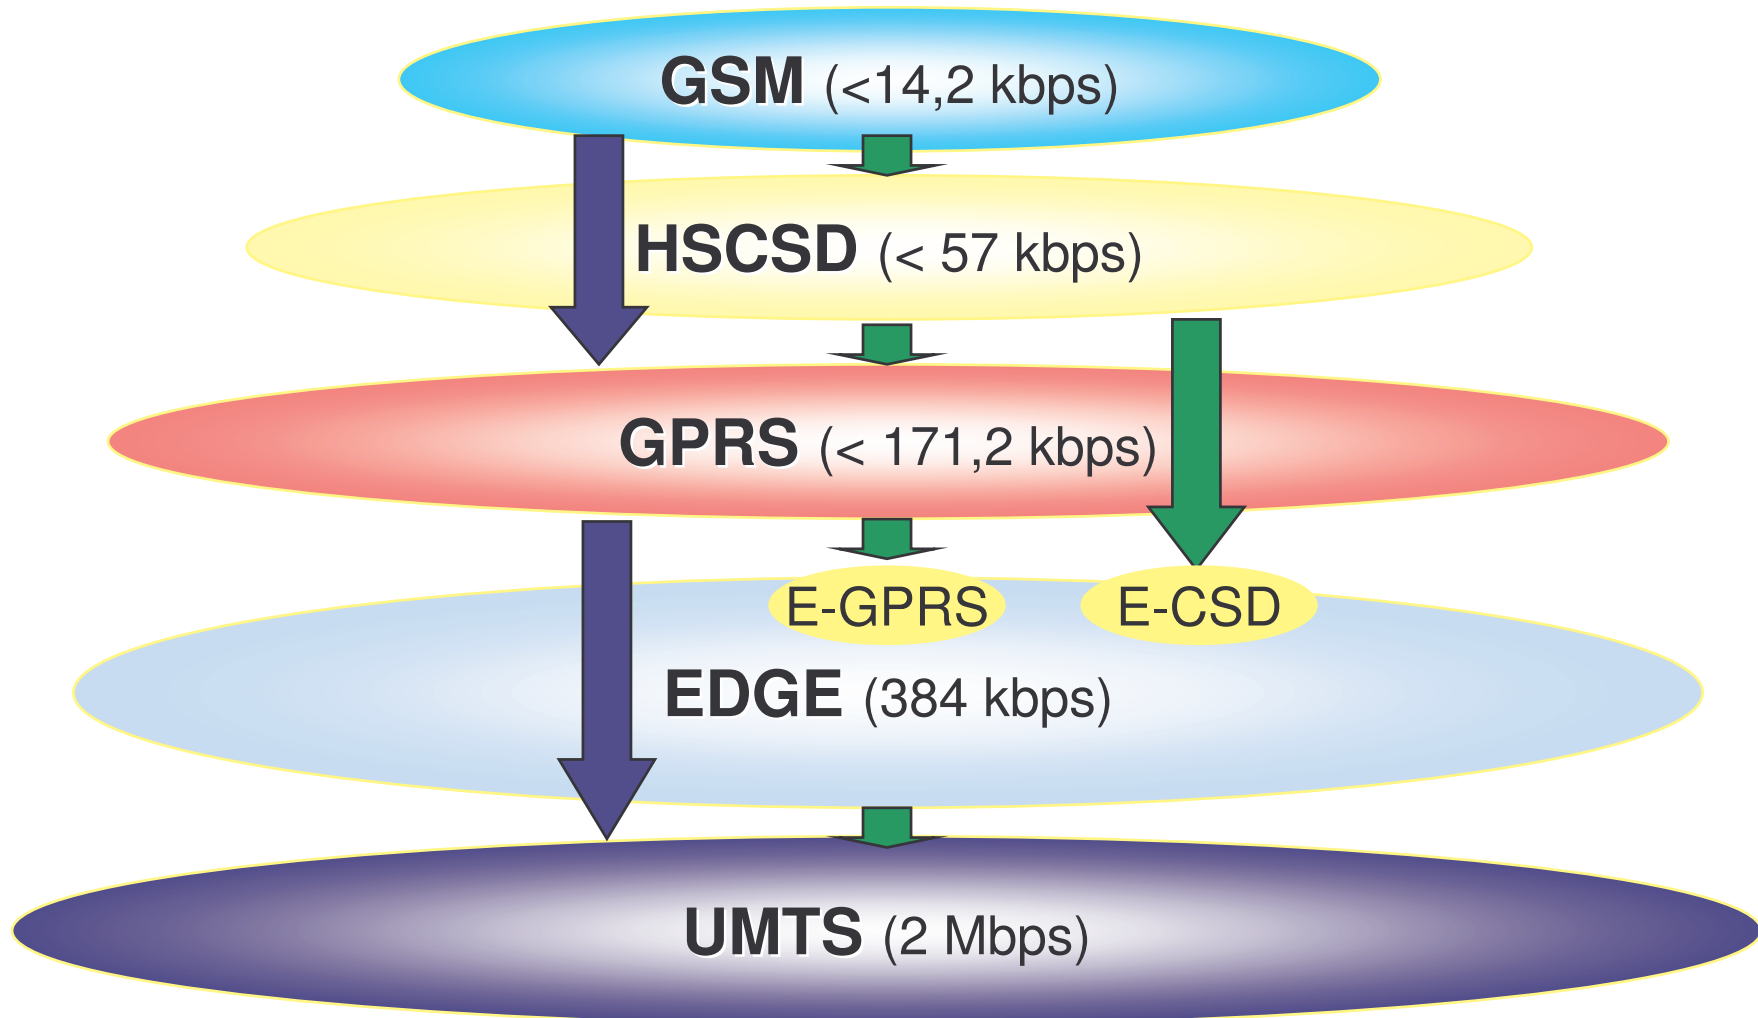 GSM (<14,2 kbps)
HSCSD (< 57 kbps)
GPRS (< 171,2 kbps)
E-GPRS E-CSD
EDGE (384 kbps)
UMTS (2 Mbps)